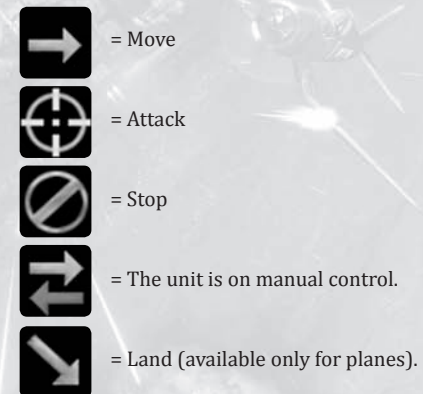 = Move
= Attack
= Stop
= The unit is on manual control.
= Land (available only for planes).